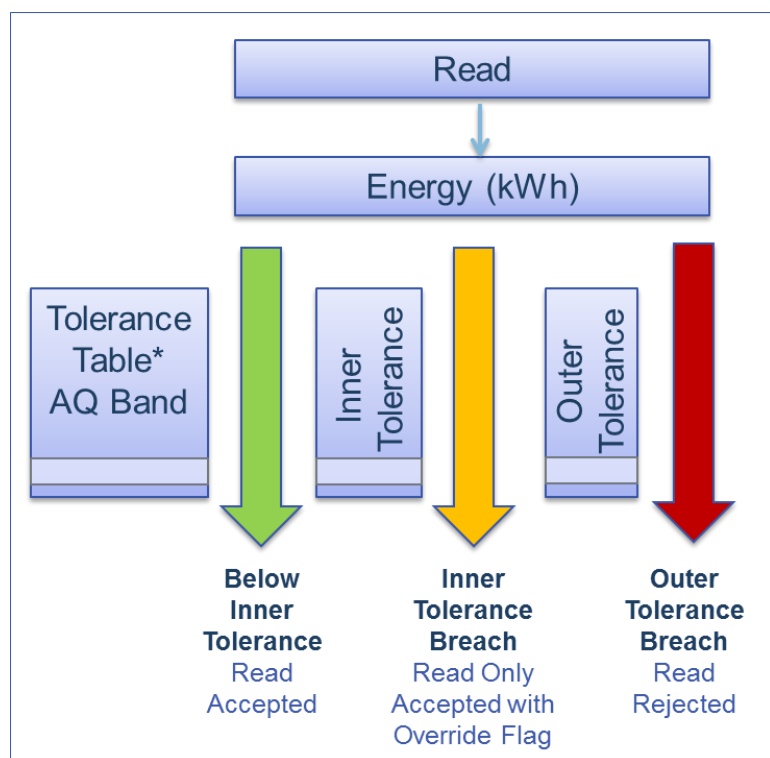 Read
Energy (kWh)
Tolerance
Table*
AQ Band
Inner
Tolerance
Outer
Tolerance
Below
Inner
Tolerance
Read
Accepted
Inner
Tolerance
Breach
Read Only
Accepted with
Override Flag
Outer
Tolerance
Breach
Read
Rejected